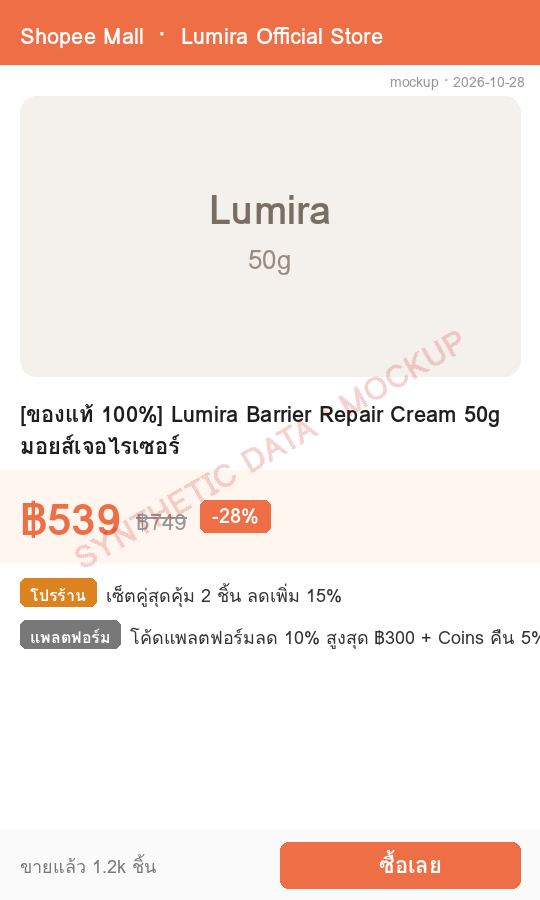 Shopee Mall · Lumira Official Store
mockup · 2026-10-28
Lumira
50g
SYNTHETIC DATA · MOCKUP
[ของแท้ 100%] Lumira Barrier Repair Cream 50g
มอยส์เจอไรเซอร์
฿539 ฿749 -28%
โปรร้าน เซ็ตคู่สุดคุ้ม 2 ชิ้น ลดเพิ่ม 15%
แพลตฟอร์ม โค้ดแพลตฟอร์มลด 10% สูงสุด ฿300 + Coins คืน 5%
ขายแล้ว 1.2k ชิ้น ซื้อเลย